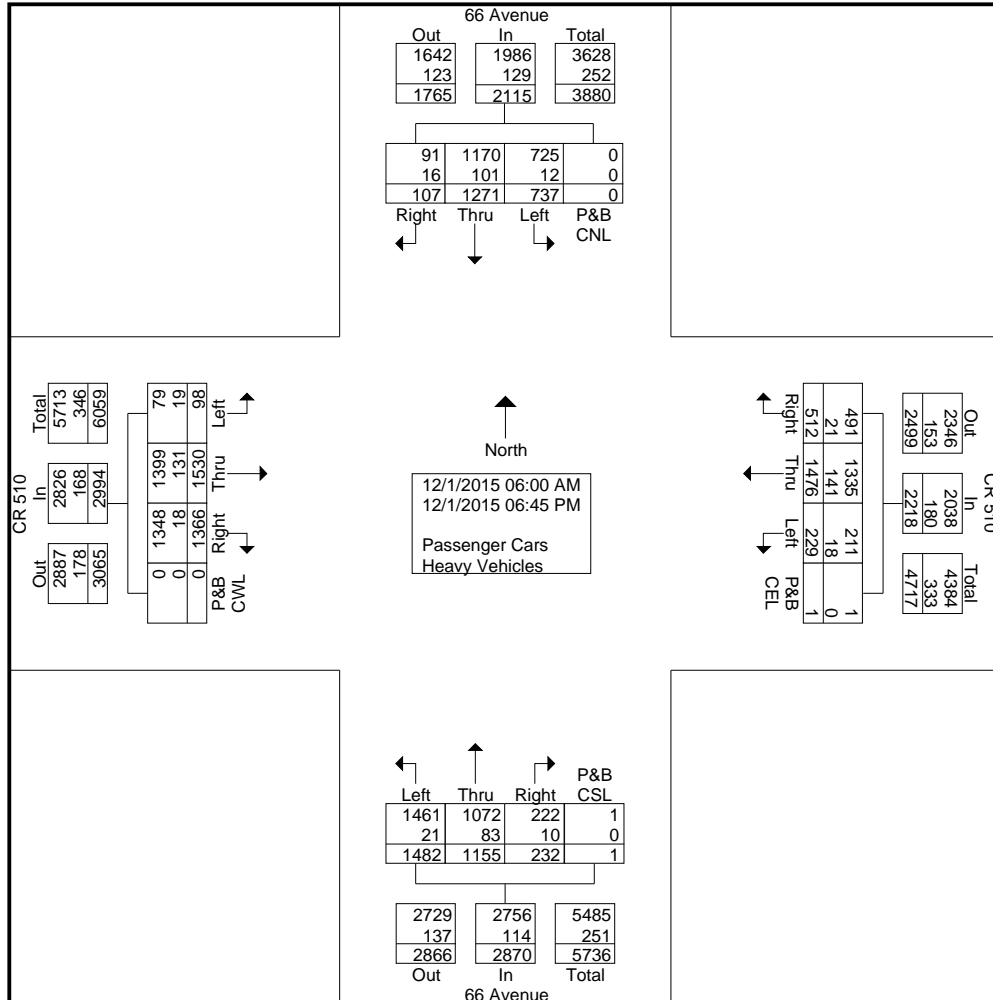 66 Avenue
Out In Total
1642 1986 3628
123 129 252
1765 2115 3880
91 1170 725 0
16 101 12 0
107 1271 737 0
Right Thru Left P&B
CNL
CR 510
Total In Out
5713 2826 2887
346 168 178
6059 2994 3065
79 1399 1348 0
19 131 18 0
98 1530 1366 0
Left Thru Right P&B
CWL
North
12/1/2015 06:00 AM
12/1/2015 06:45 PM
Passenger Cars
Heavy Vehicles
Right Thru Left P&B
CEL
512 1476 229 1
21 141 18 0
491 1335 211 1
2499 2218 4717
153 180 333
2346 2038 4384
Out In Total
CR 510
P&B
Left Thru Right CSL
1461 1072 222 1
21 83 10 0
1482 1155 232 1
2729 2756 5485
137 114 251
2866 2870 5736
Out In Total
66 Avenue